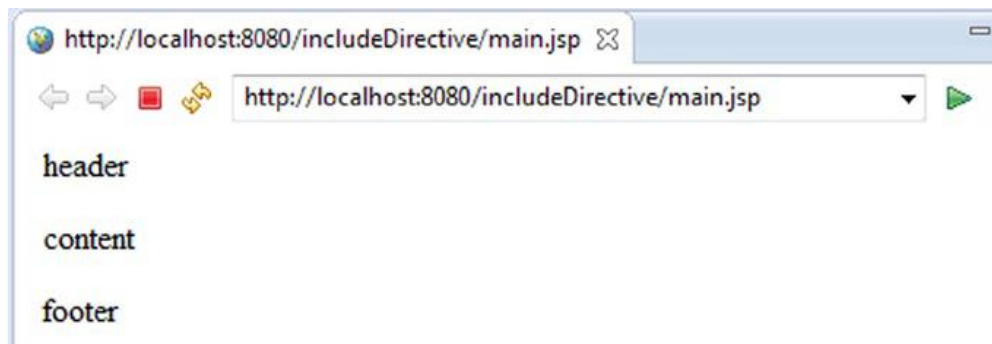 http://localhost:8080/includeDirective/main.jsp
http://localhost:8080/includeDirective/main.jsp
header
content
footer